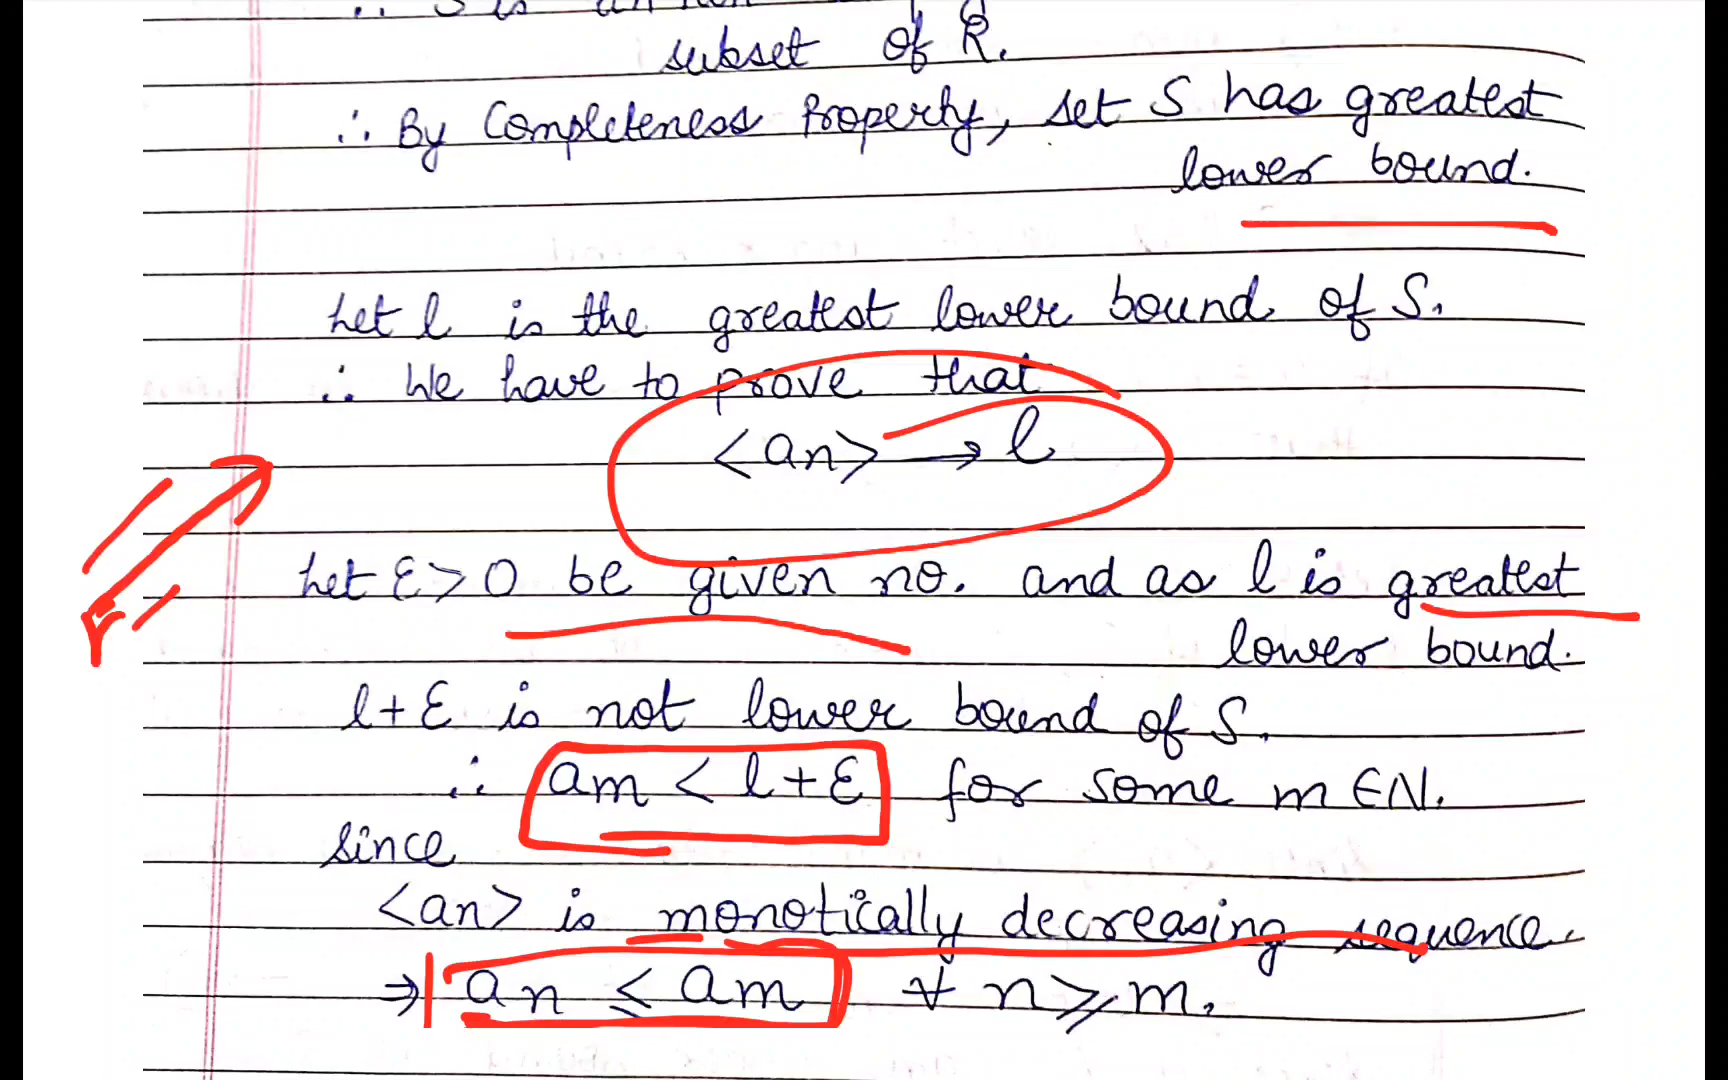 ∴ S is an
subset of R.
∴ By Completeness Property, set S has greatest
lower bound.
Let l is the greatest lower bound of S.
∴ We have to prove that
<an> → l
Let ε > 0 be given no. and as l is greatest
lower bound.
l + ε is not lower bound of S.
∴ am < l + ε for some m ∈ N.
Since
<an> is monotically decreasing sequence.
⇒ an ≤ am ∀ n ≥ m.